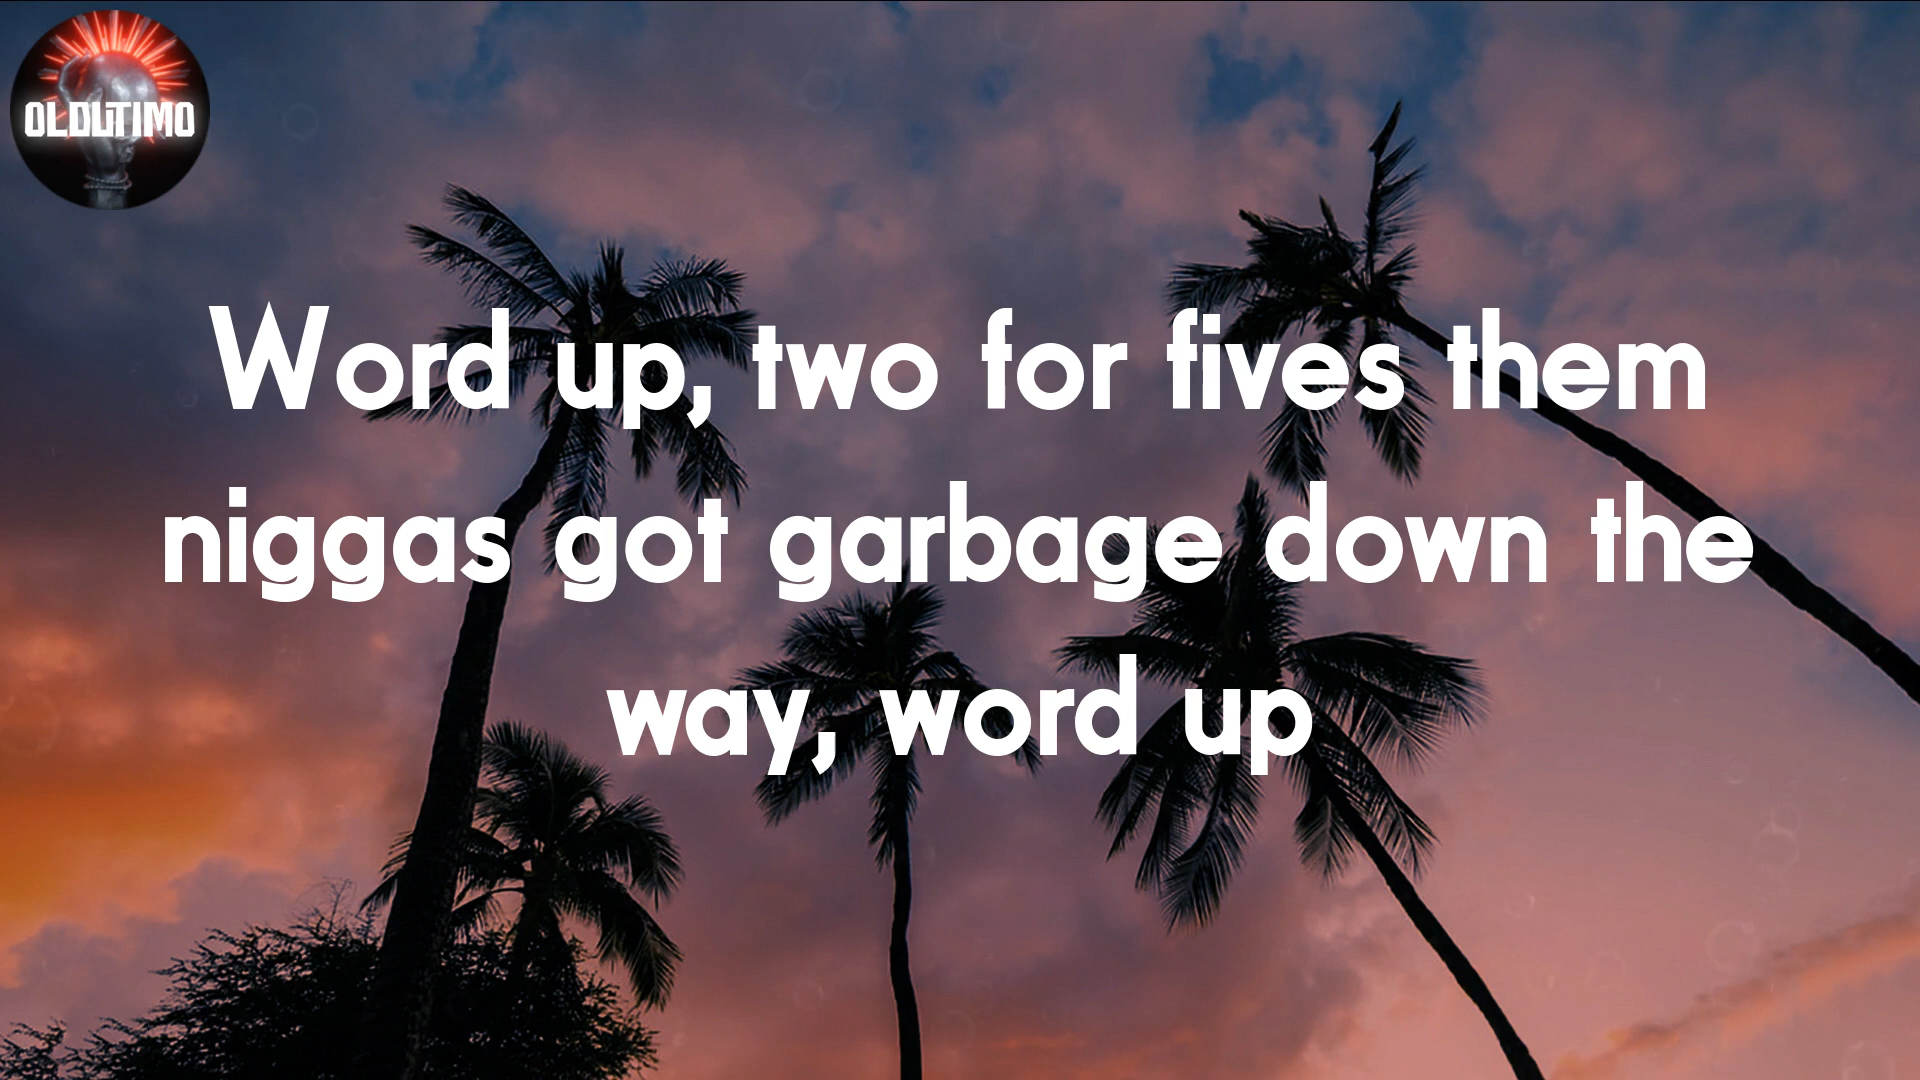 OLDUTIMO
Word up, two for fives them
niggas got garbage down the
way, word up